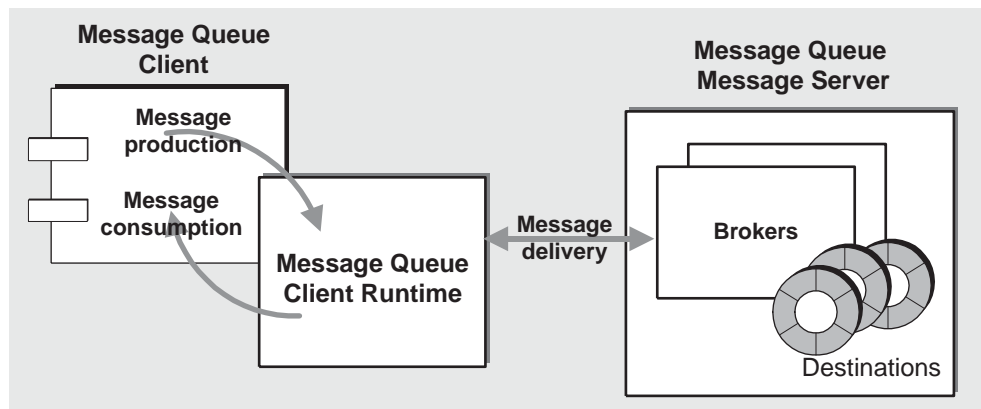 Message Queue
Client
Message
production
Message
consumption
Message Queue
Client Runtime
Message
delivery
Message Queue
Message Server
Brokers
Destinations